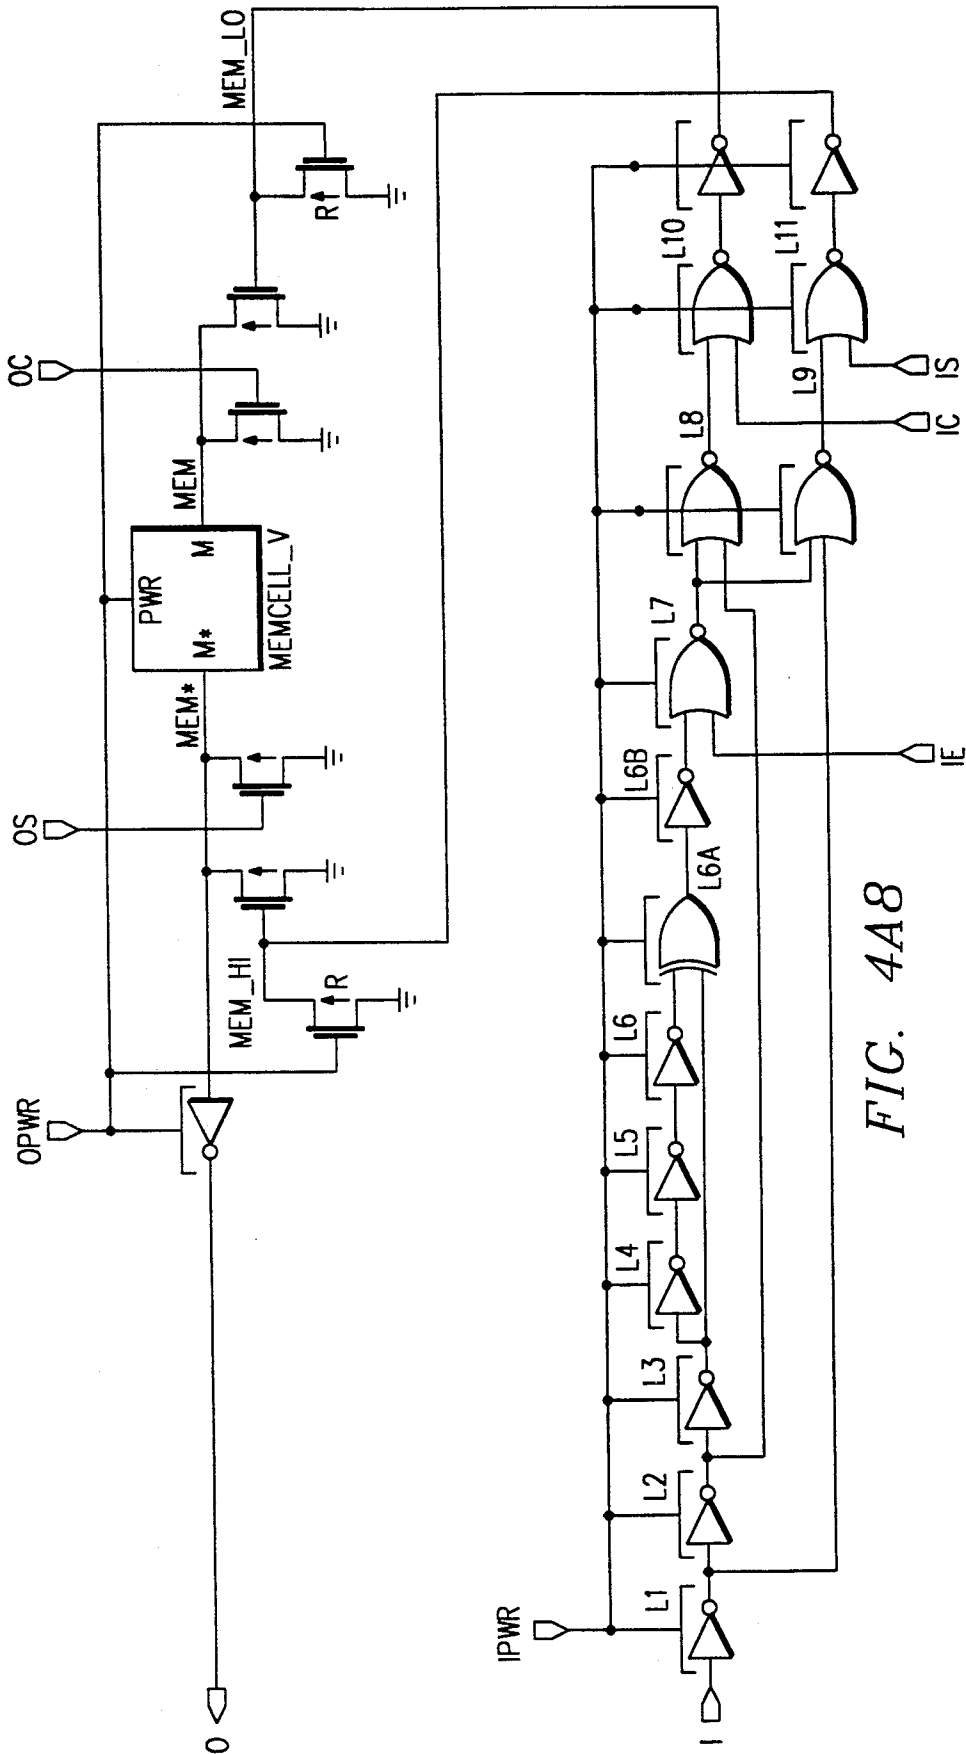 O
OPWR
OS
OC
MEM_HI
R
MEM*
M*
PWR
M
MEMCELL_V
MEM
R
MEM_LO
I
IPWR
L1
L2
L3
L4
L5
L6
L6A
L6B
IE
L7
L8
IC
L9
IS
L10
L11
FIG. 4A8